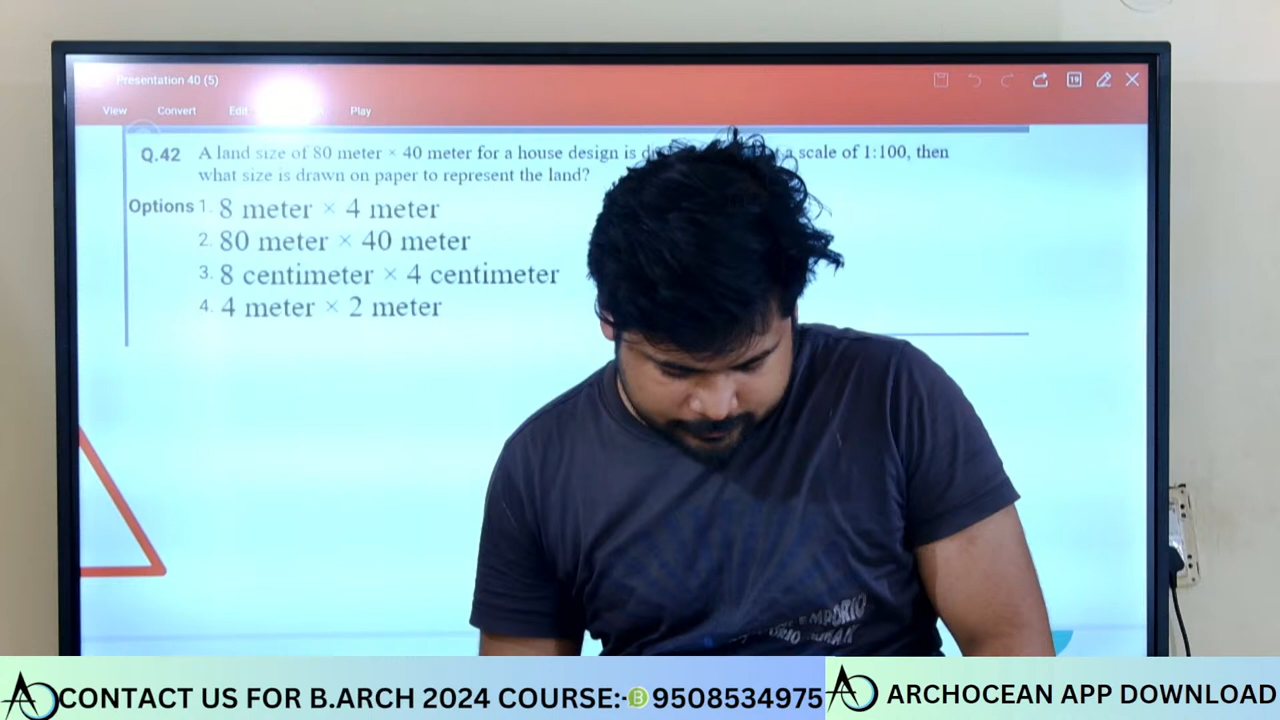 Presentation 40 (5)
19
View Convert Edit Play
Q.42 A land size of 80 meter × 40 meter for a house design is a scale of 1:100, then
what size is drawn on paper to represent the land?
Options 1. 8 meter × 4 meter
2. 80 meter × 40 meter
3. 8 centimeter × 4 centimeter
4. 4 meter × 2 meter
EMPORIO
CONTACT US FOR B.ARCH 2024 COURSE:- B 9508534975
ARCHOCEAN APP DOWNLOAD